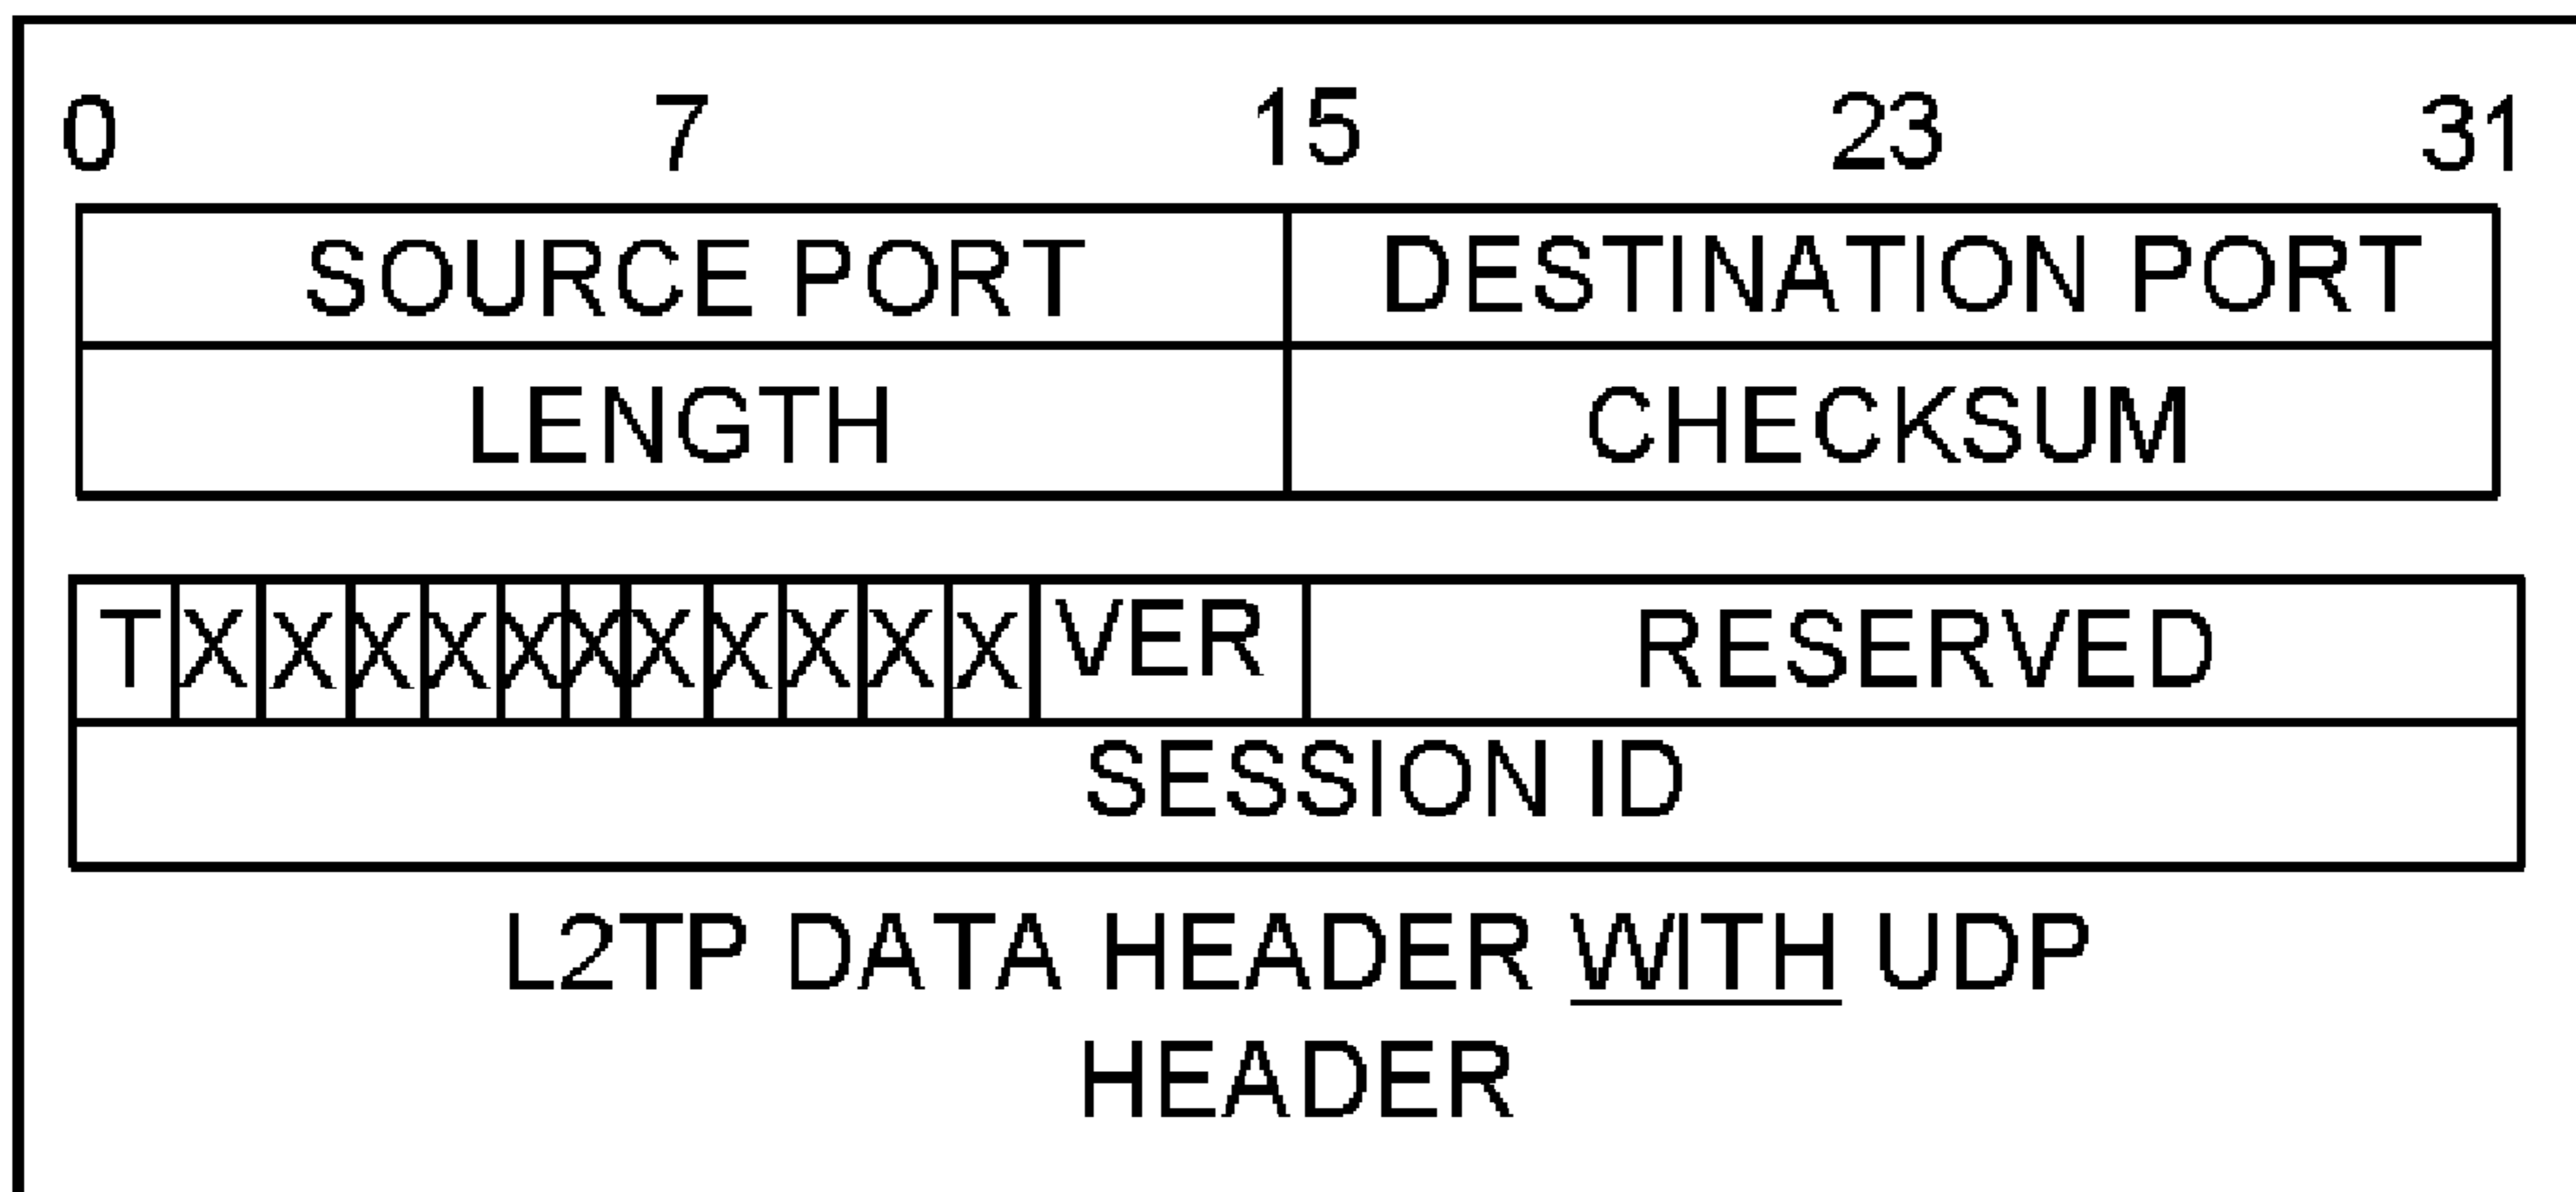 0 7 15 23 31
SOURCE PORT DESTINATION PORT
LENGTH CHECKSUM
T X X X X X X X X X X X VER RESERVED
SESSION ID
L2TP DATA HEADER WITH UDP
HEADER